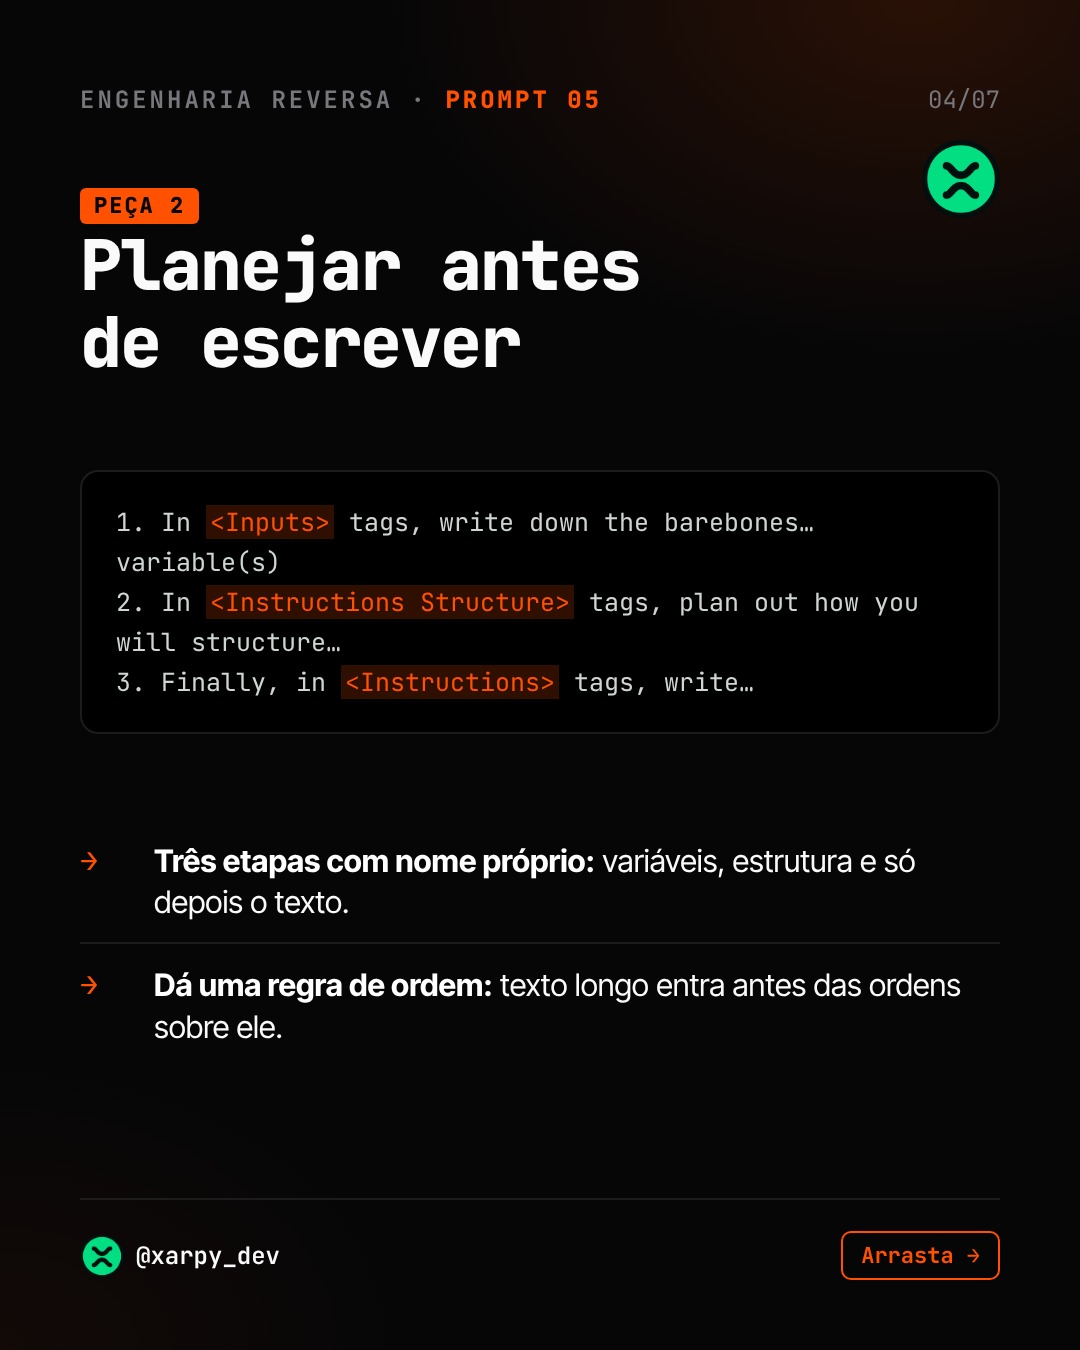 ENGENHARIA REVERSA · PROMPT 05
04/07
PEÇA 2
Planejar antes
de escrever
1. In <Inputs> tags, write down the barebones…
variable(s)
2. In <Instructions Structure> tags, plan out how you
will structure…
3. Finally, in <Instructions> tags, write…
→ Três etapas com nome próprio: variáveis, estrutura e só
depois o texto.
→ Dá uma regra de ordem: texto longo entra antes das ordens
sobre ele.
@xarpy_dev
Arrasta →